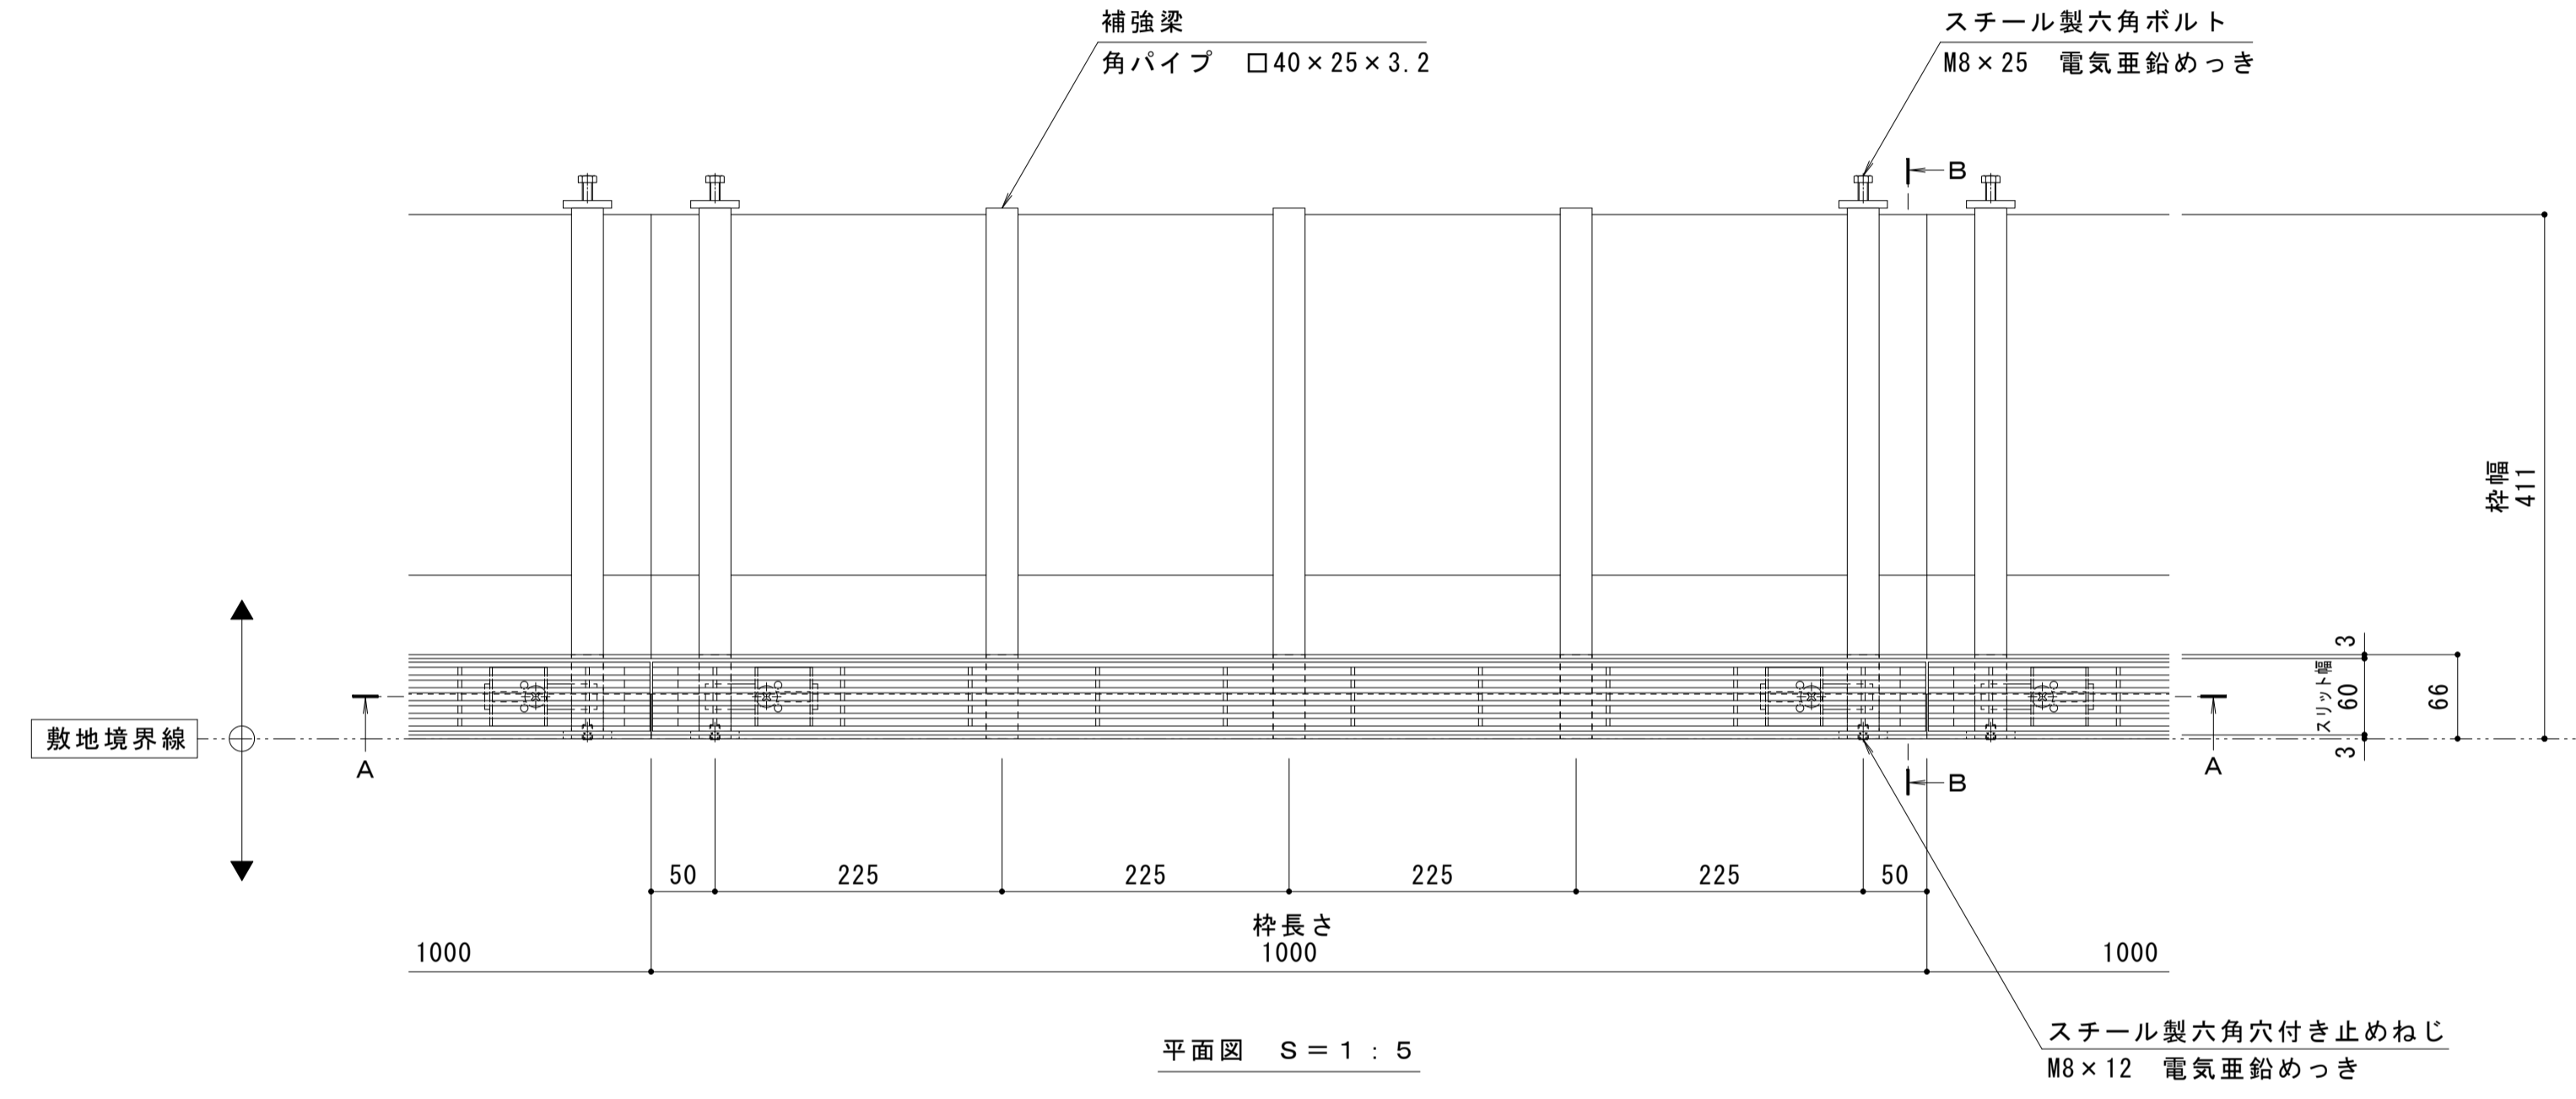 補強梁
角パイプ　□40×25×3.2
スチール製六角ボルト
M8×25　電気亜鉛めっき
B
枠幅
411
3
スリット幅
60
66
3
敷地境界線
A
A
B
50
225
225
225
225
50
枠長さ
1000
1000
1000
平面図　S＝1：5
スチール製六角穴付き止めねじ
M8×12　電気亜鉛めっき